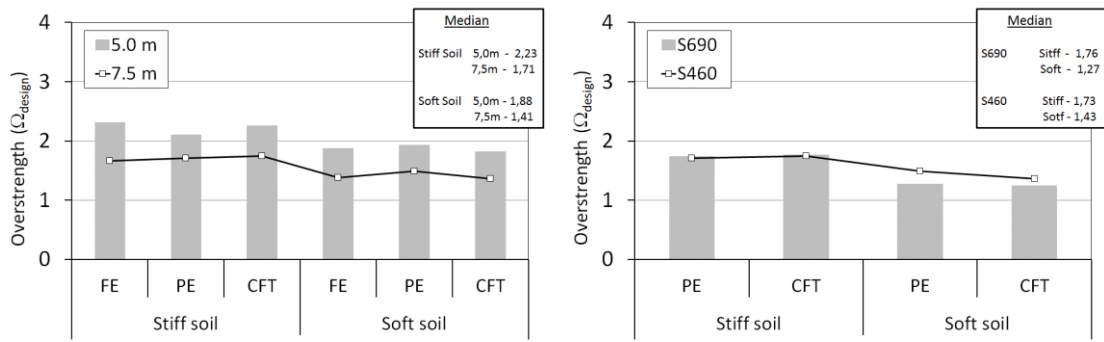 Overstrength (Ωdesign)
4
3
2
1
0
5.0 m
7.5 m
Median
Stiff Soil 5,0m - 2,23
7,5m - 1,71
Soft Soil 5,0m - 1,88
7,5m - 1,41
FE PE CFT FE PE CFT
Stiff soil Soft soil
Overstrength (Ωdesign)
4
3
2
1
0
S690
S460
Median
S690 Sitff - 1,76
Soft - 1,27
S460 Stiff - 1,73
Sotf - 1,43
PE CFT PE CFT
Stiff soil Soft soil